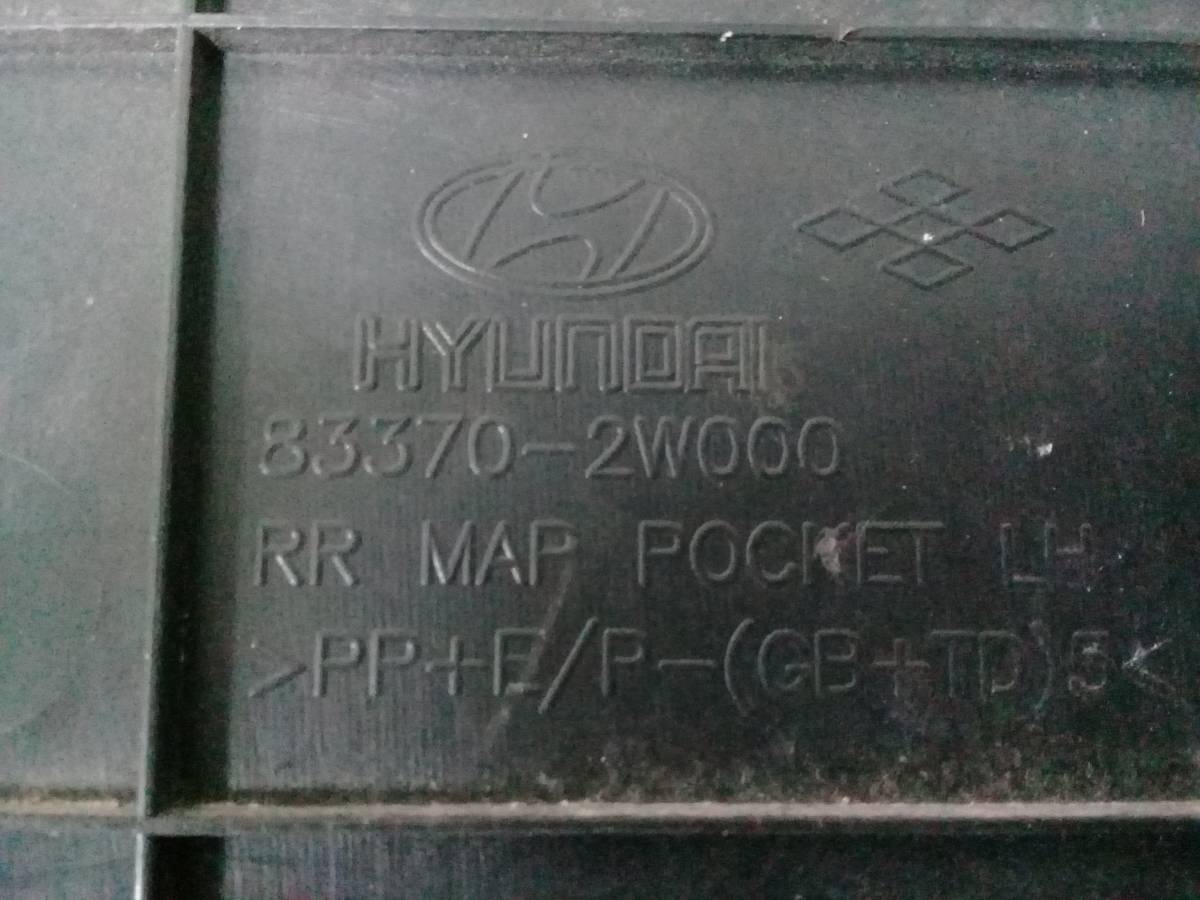 HYUNDAI
83370-2W000
RR MAP POCKET LH
>PP+E/P-(GB+TD)5<